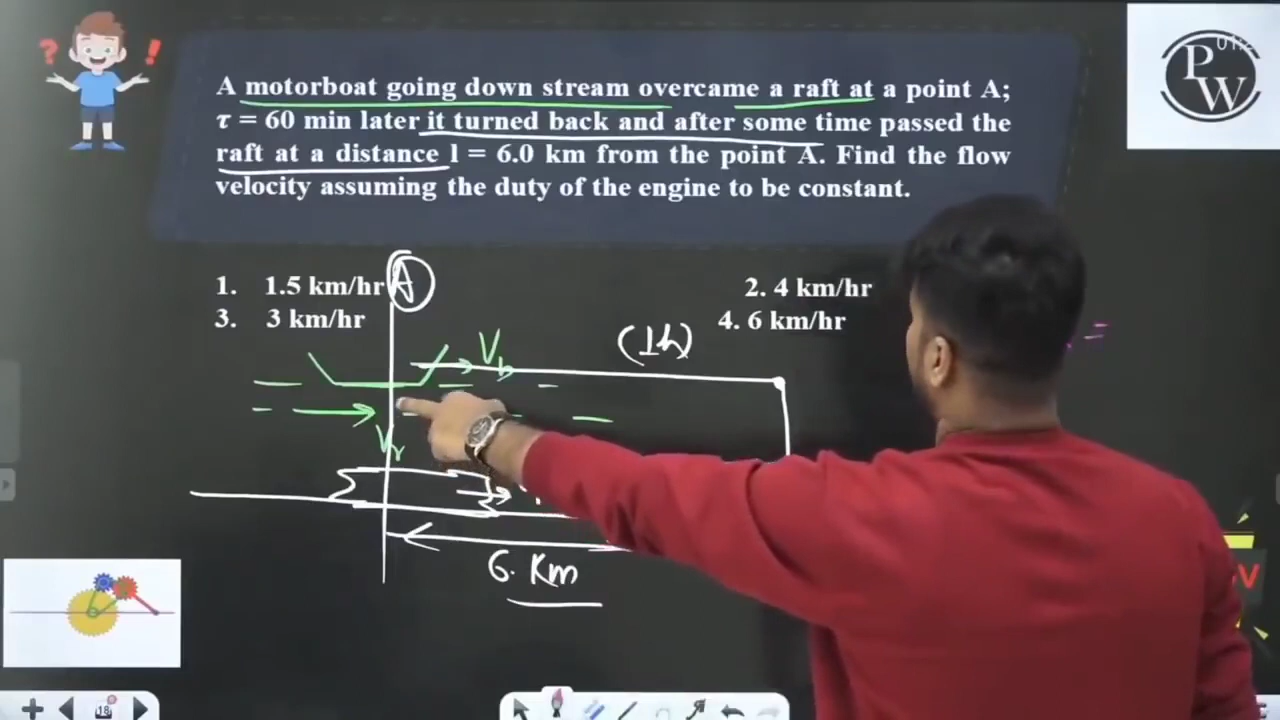 A motorboat going down stream overcame a raft at a point A;
τ = 60 min later it turned back and after some time passed the
raft at a distance l = 6.0 km from the point A. Find the flow
velocity assuming the duty of the engine to be constant.
1. 1.5 km/hr
2. 4 km/hr
3. 3 km/hr
4. 6 km/hr
A
(1h)
Vb
Vr
6. Km
P
W
? !
18